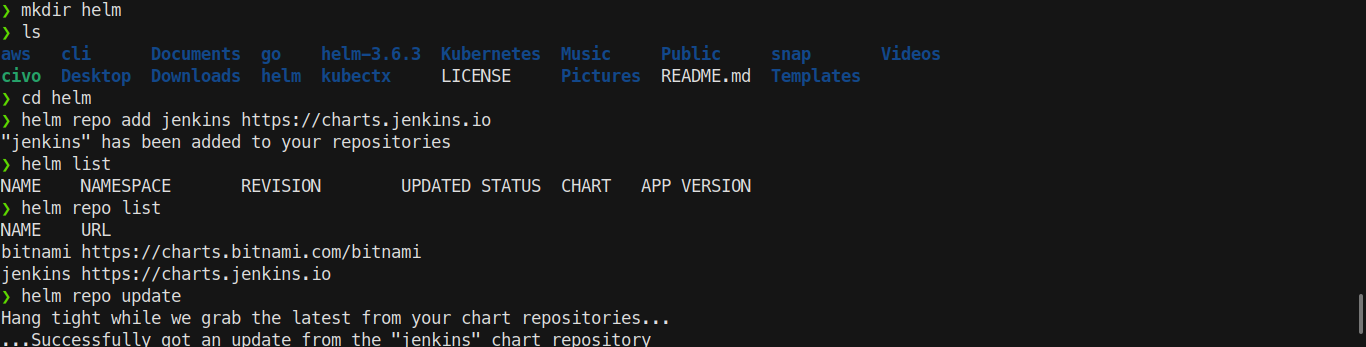 ❯ mkdir helm
❯ ls
aws   cli      Documents  go    helm-3.6.3  Kubernetes  Music     Public     snap       Videos
civo  Desktop  Downloads  helm  kubectx     LICENSE     Pictures  README.md  Templates
❯ cd helm
❯ helm repo add jenkins https://charts.jenkins.io
"jenkins" has been added to your repositories
❯ helm list
NAME    NAMESPACE       REVISION        UPDATED STATUS  CHART   APP VERSION
❯ helm repo list
NAME    URL
bitnami https://charts.bitnami.com/bitnami
jenkins https://charts.jenkins.io
❯ helm repo update
Hang tight while we grab the latest from your chart repositories...
...Successfully got an update from the "jenkins" chart repository